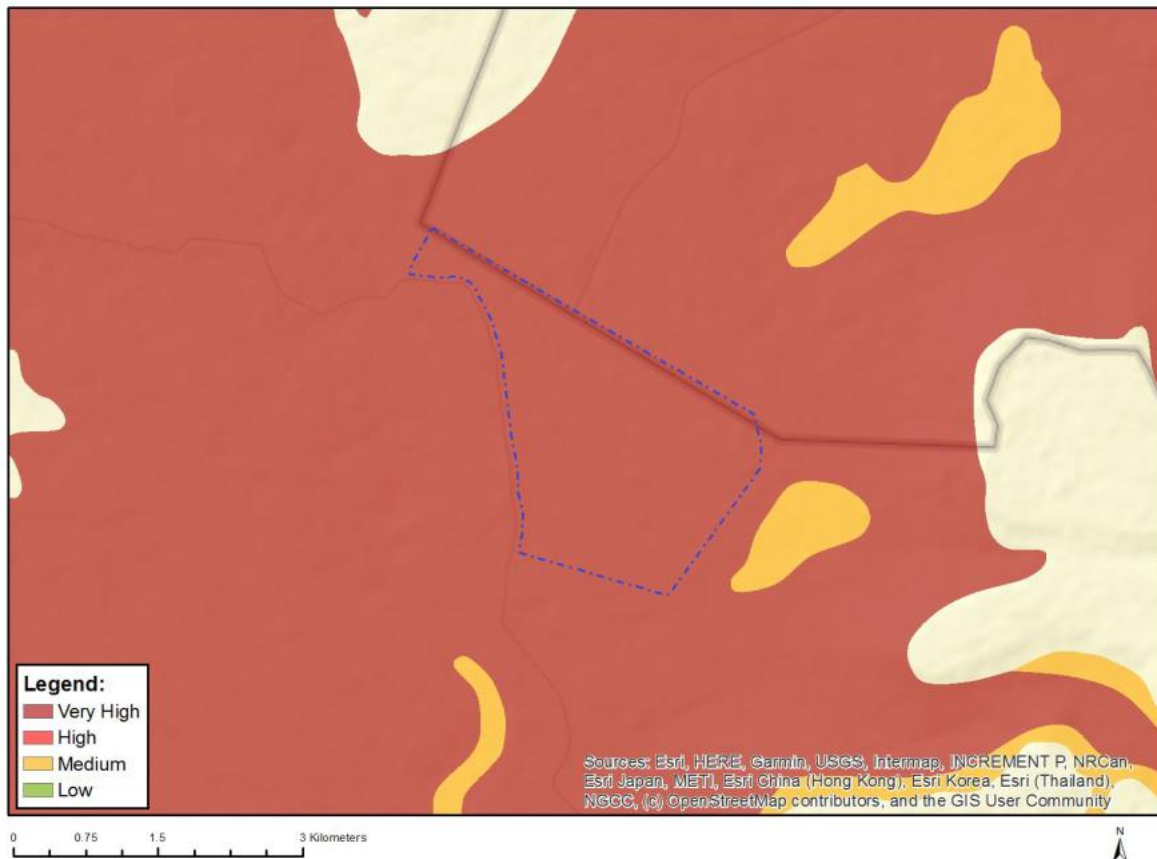 Legend:
Very High
High
Medium
Low
Sources: Esri, HERE, Garmin, USGS, Intermap, INCREMENT P, NRCan,
Esri Japan, METI, Esri China (Hong Kong), Esri Korea, Esri (Thailand),
NGCC, (c) OpenStreetMap contributors, and the GIS User Community
0 0.75 1.5 3 Kilometers
N